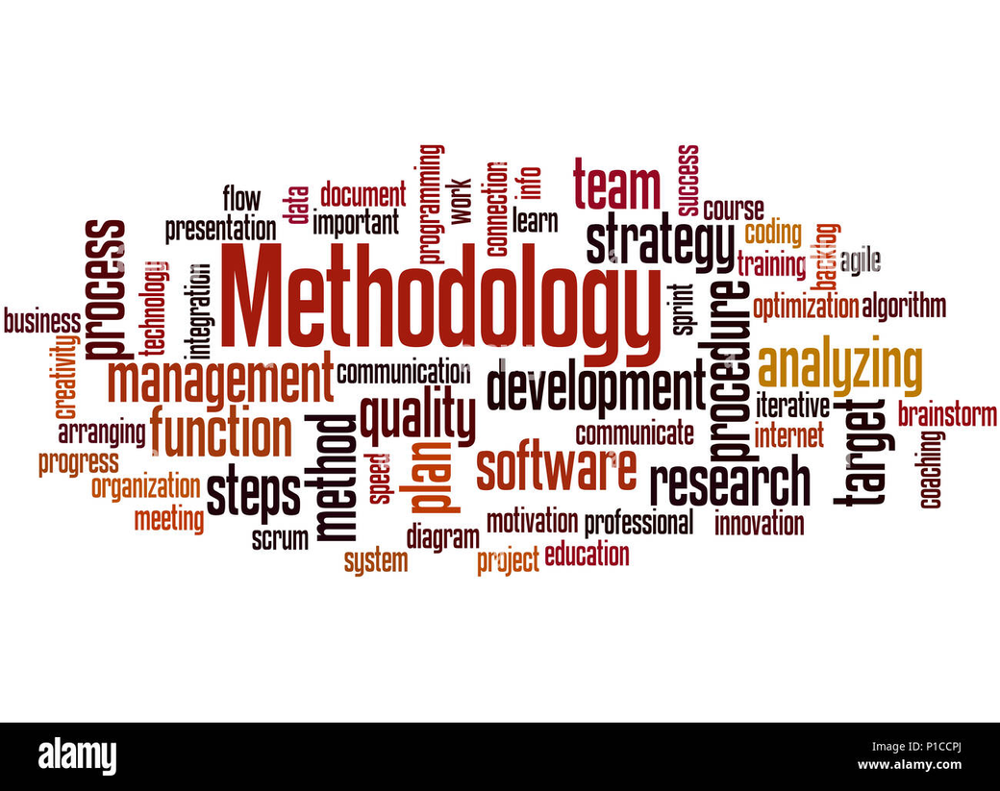 success
programming
team
connection
info
work
flow
data
document
course
presentation
important
learn
strategy
coding
backlog
process
Methodology
training
agile
technology
integration
sprint
procedure
optimization
algorithm
business
creativity
management
communication
development
analyzing
quality
iterative
target
brainstorm
arranging
function
method
communicate
internet
progress
speed
plan
software
research
coaching
organization
steps
meeting
scrum
diagram
motivation
professional
innovation
system
project
education
alamy
Image ID: P1CCPJ
www.alamy.com